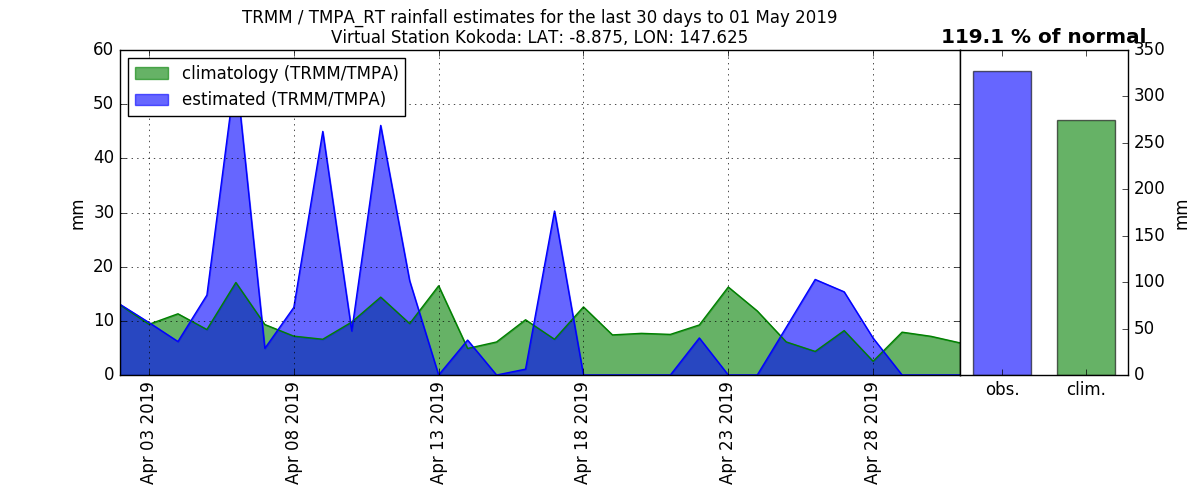 TRMM / TMPA_RT rainfall estimates for the last 30 days to 01 May 2019
Virtual Station Kokoda: LAT: -8.875, LON: 147.625
119.1 % of normal
climatology (TRMM/TMPA)
estimated (TRMM/TMPA)
60
50
40
30
20
10
0
mm
Apr 03 2019
Apr 08 2019
Apr 13 2019
Apr 18 2019
Apr 23 2019
Apr 28 2019
350
300
250
200
150
100
50
0
mm
obs.
clim.